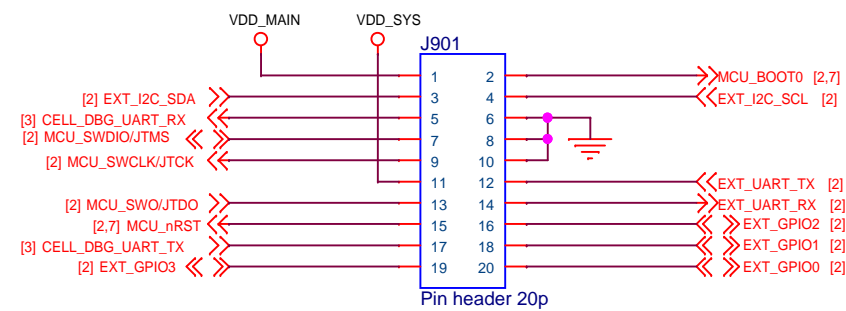 VDD_MAIN VDD_SYS
J901
1 2 MCU_BOOT0 [2,7]
[2] EXT_I2C_SDA 3 4 EXT_I2C_SCL [2]
[3] CELL_DBG_UART_RX 5 6
[2] MCU_SWDIO/JTMS 7 8
[2] MCU_SWCLK/JTCK 9 10
11 12 EXT_UART_TX [2]
[2] MCU_SWO/JTDO 13 14 EXT_UART_RX [2]
[2,7] MCU_nRST 15 16 EXT_GPIO2 [2]
[3] CELL_DBG_UART_TX 17 18 EXT_GPIO1 [2]
[2] EXT_GPIO3 19 20 EXT_GPIO0 [2]
Pin header 20p